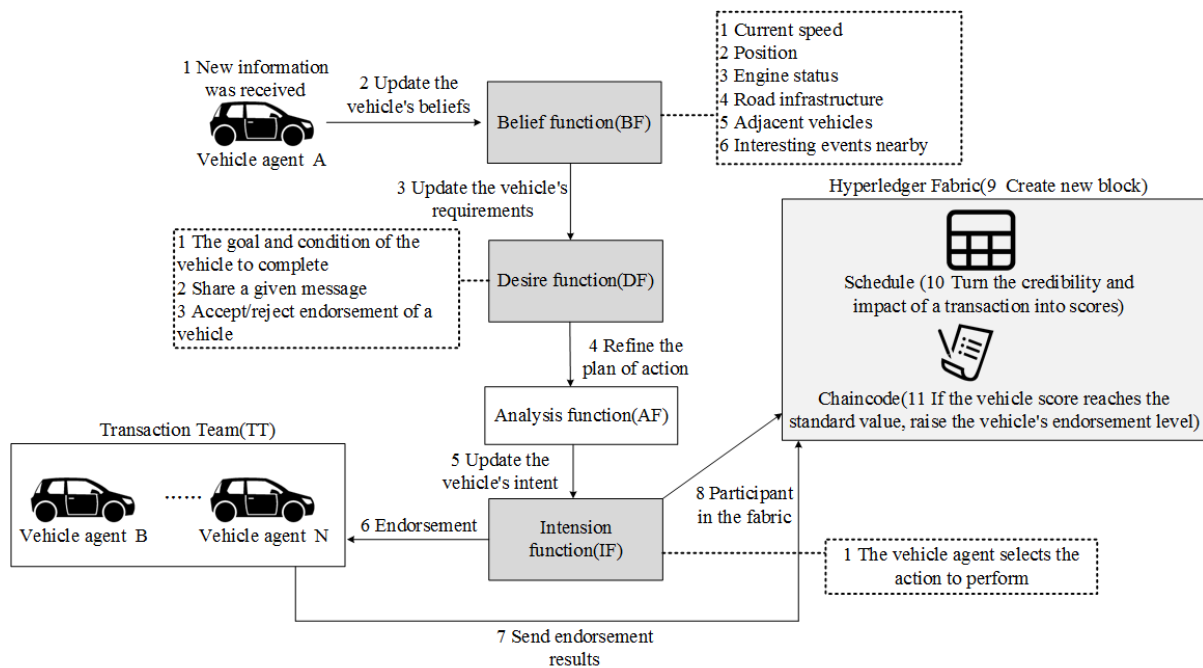 1 New information
was received
Vehicle agent A
2 Update the
vehicle's beliefs
Belief function(BF)
1 Current speed
2 Position
3 Engine status
4 Road infrastructure
5 Adjacent vehicles
6 Interesting events nearby
3 Update the vehicle's
requirements
1 The goal and condition of the
vehicle to complete
2 Share a given message
3 Accept/reject endorsement of a
vehicle
Desire function(DF)
4 Refine the
plan of action
Analysis function(AF)
5 Update the
vehicle's intent
Intension
function(IF)
1 The vehicle agent selects the
action to perform
6 Endorsement
Transaction Team(TT)
......
Vehicle agent B
Vehicle agent N
7 Send endorsement
results
8 Participant
in the fabric
Hyperledger Fabric(9 Create new block)
Schedule (10 Turn the credibility and
impact of a transaction into scores)
Chaincode(11 If the vehicle score reaches the
standard value, raise the vehicle's endorsement level)